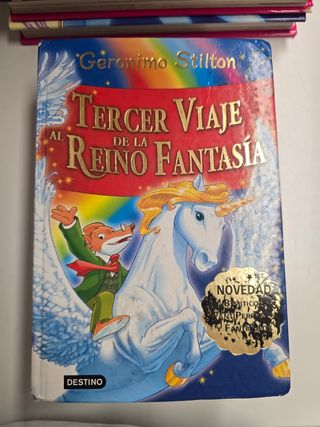 Geronimo Stilton
TERCER VIAJE
AL
DE LA
REINO FANTASÍA
NOVEDAD
DESTINO